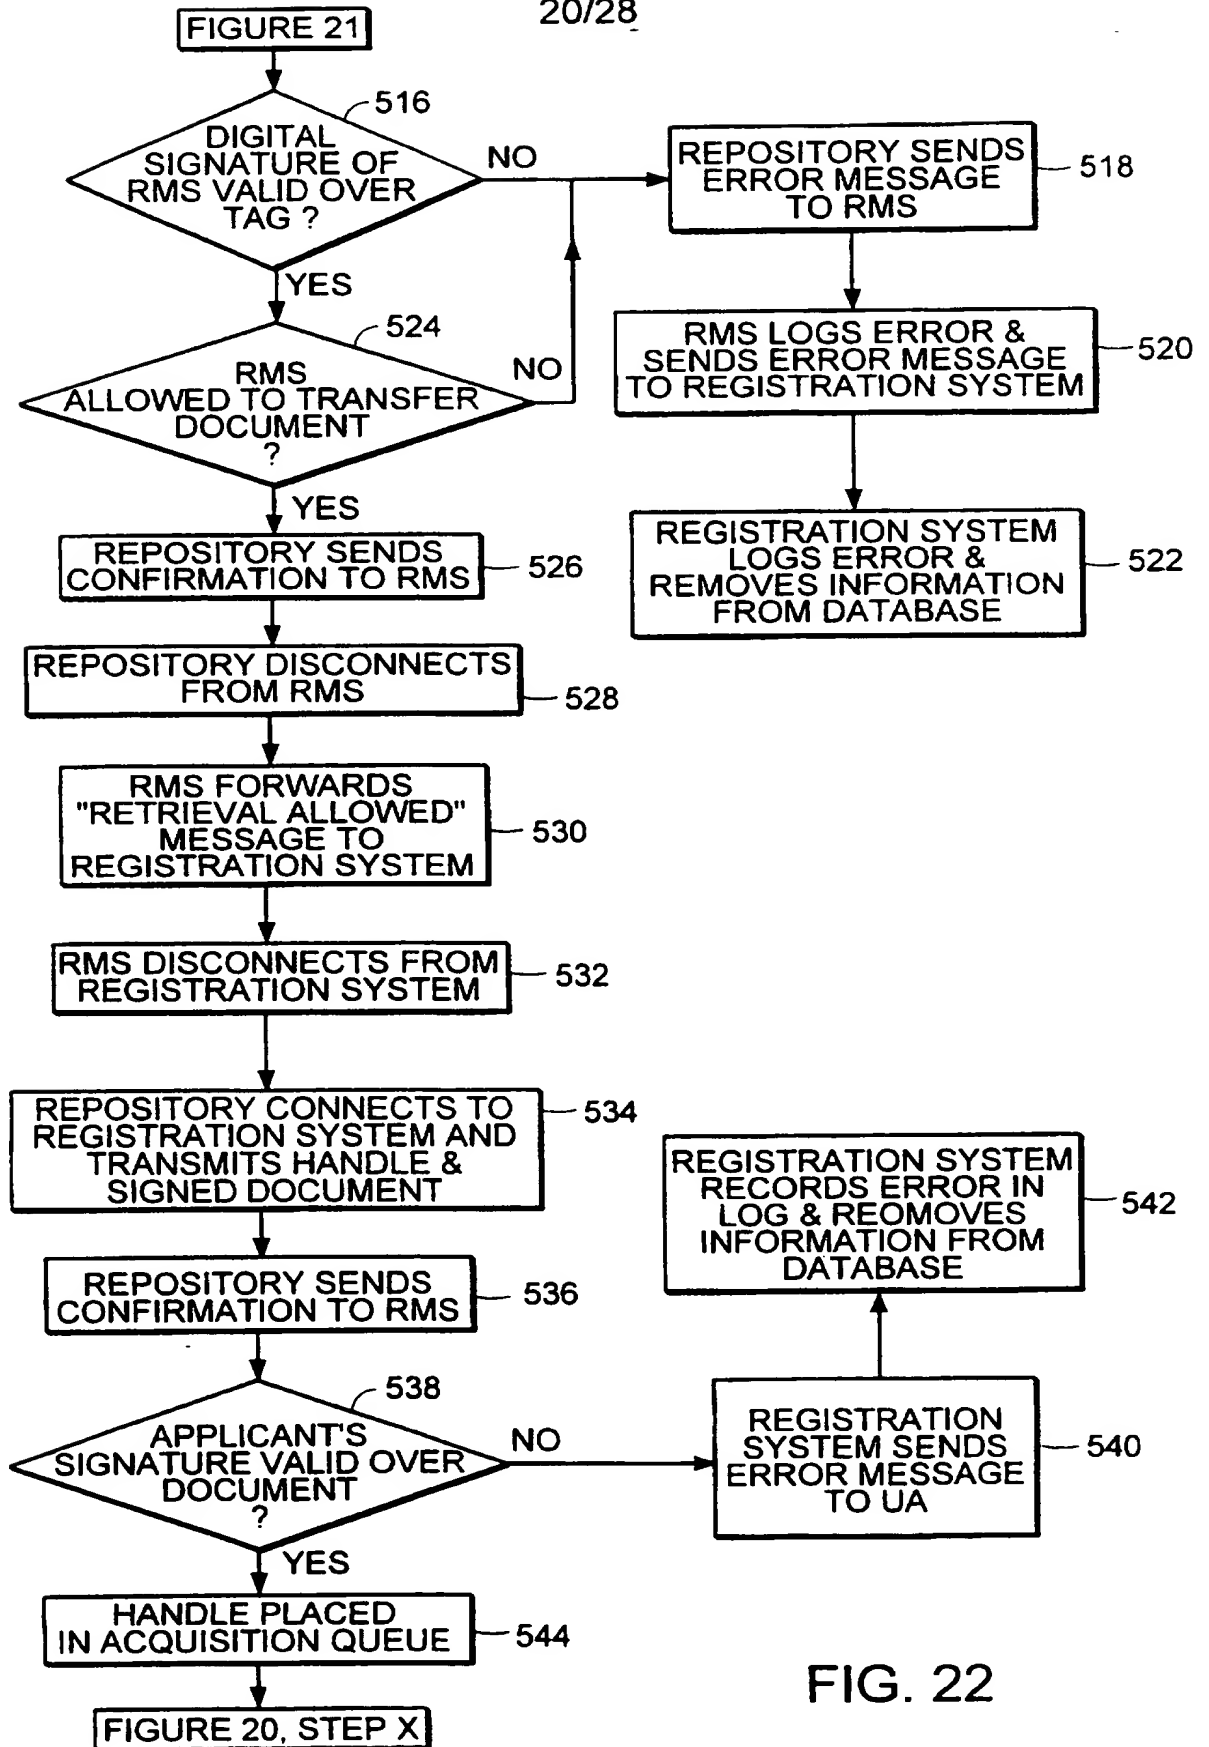 20/28
FIGURE 21
516
DIGITAL
SIGNATURE OF
RMS VALID OVER
TAG ?
NO
YES
REPOSITORY SENDS
ERROR MESSAGE
TO RMS
518
524
RMS
ALLOWED TO TRANSFER
DOCUMENT
?
NO
YES
RMS LOGS ERROR &
SENDS ERROR MESSAGE
TO REGISTRATION SYSTEM
520
REGISTRATION SYSTEM
LOGS ERROR &
REMOVES INFORMATION
FROM DATABASE
522
REPOSITORY SENDS
CONFIRMATION TO RMS
526
REPOSITORY DISCONNECTS
FROM RMS
528
RMS FORWARDS
"RETRIEVAL ALLOWED"
MESSAGE TO
REGISTRATION SYSTEM
530
RMS DISCONNECTS FROM
REGISTRATION SYSTEM
532
REPOSITORY CONNECTS TO
REGISTRATION SYSTEM AND
TRANSMITS HANDLE &
SIGNED DOCUMENT
534
REPOSITORY SENDS
CONFIRMATION TO RMS
536
538
APPLICANT'S
SIGNATURE VALID OVER
DOCUMENT
?
NO
YES
REGISTRATION
SYSTEM SENDS
ERROR MESSAGE
TO UA
540
REGISTRATION SYSTEM
RECORDS ERROR IN
LOG & REOMOVES
INFORMATION FROM
DATABASE
542
HANDLE PLACED
IN ACQUISITION QUEUE
544
FIGURE 20, STEP X
FIG. 22